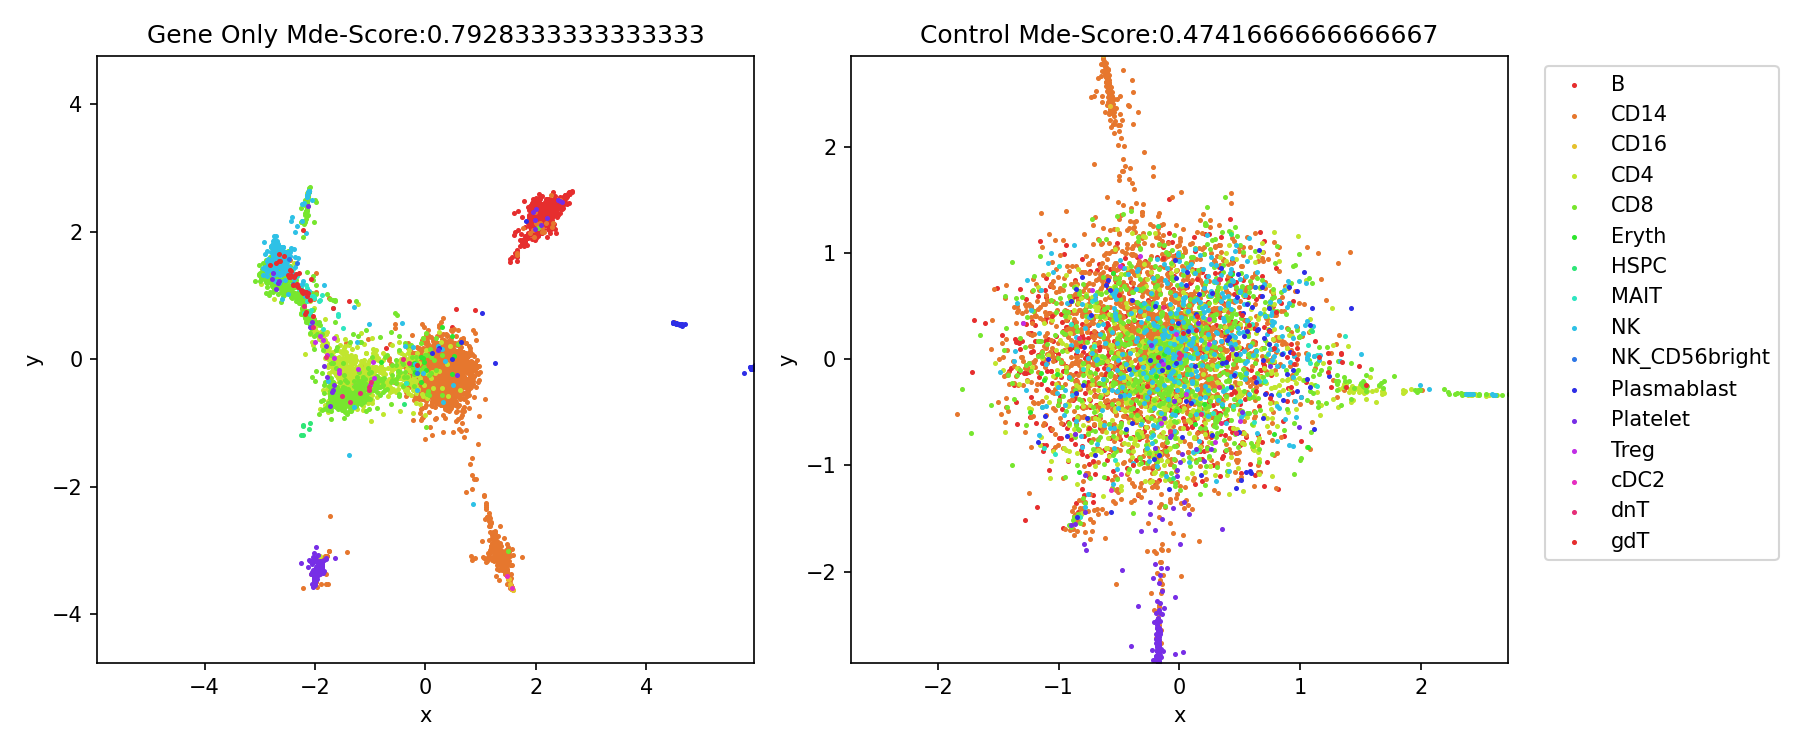 Gene Only Mde-Score:0.7928333333333333
4
2
0
−2
−4
y
−4
−2
0
2
4
x
Control Mde-Score:0.4741666666666667
2
1
0
−1
−2
y
−2
−1
0
1
2
x
B
CD14
CD16
CD4
CD8
Eryth
HSPC
MAIT
NK
NK_CD56bright
Plasmablast
Platelet
Treg
cDC2
dnT
gdT